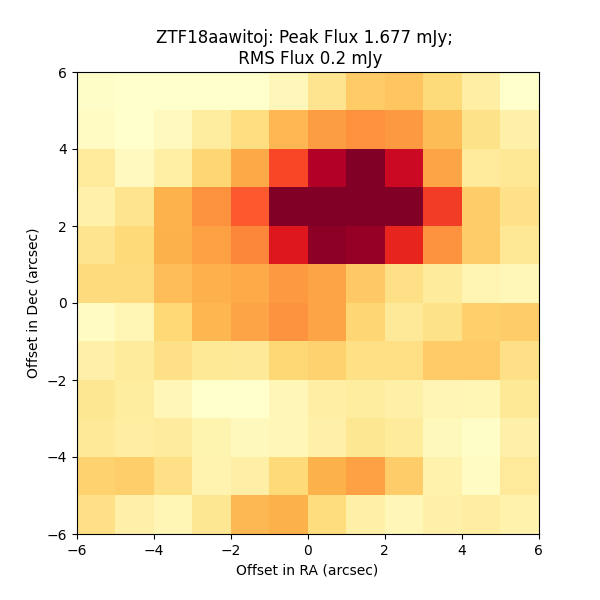 ZTF18aawitoj: Peak Flux 1.677 mJy;
RMS Flux 0.2 mJy
6
4
2
0
−2
−4
−6
Offset in Dec (arcsec)
−6 −4 −2 0 2 4 6
Offset in RA (arcsec)